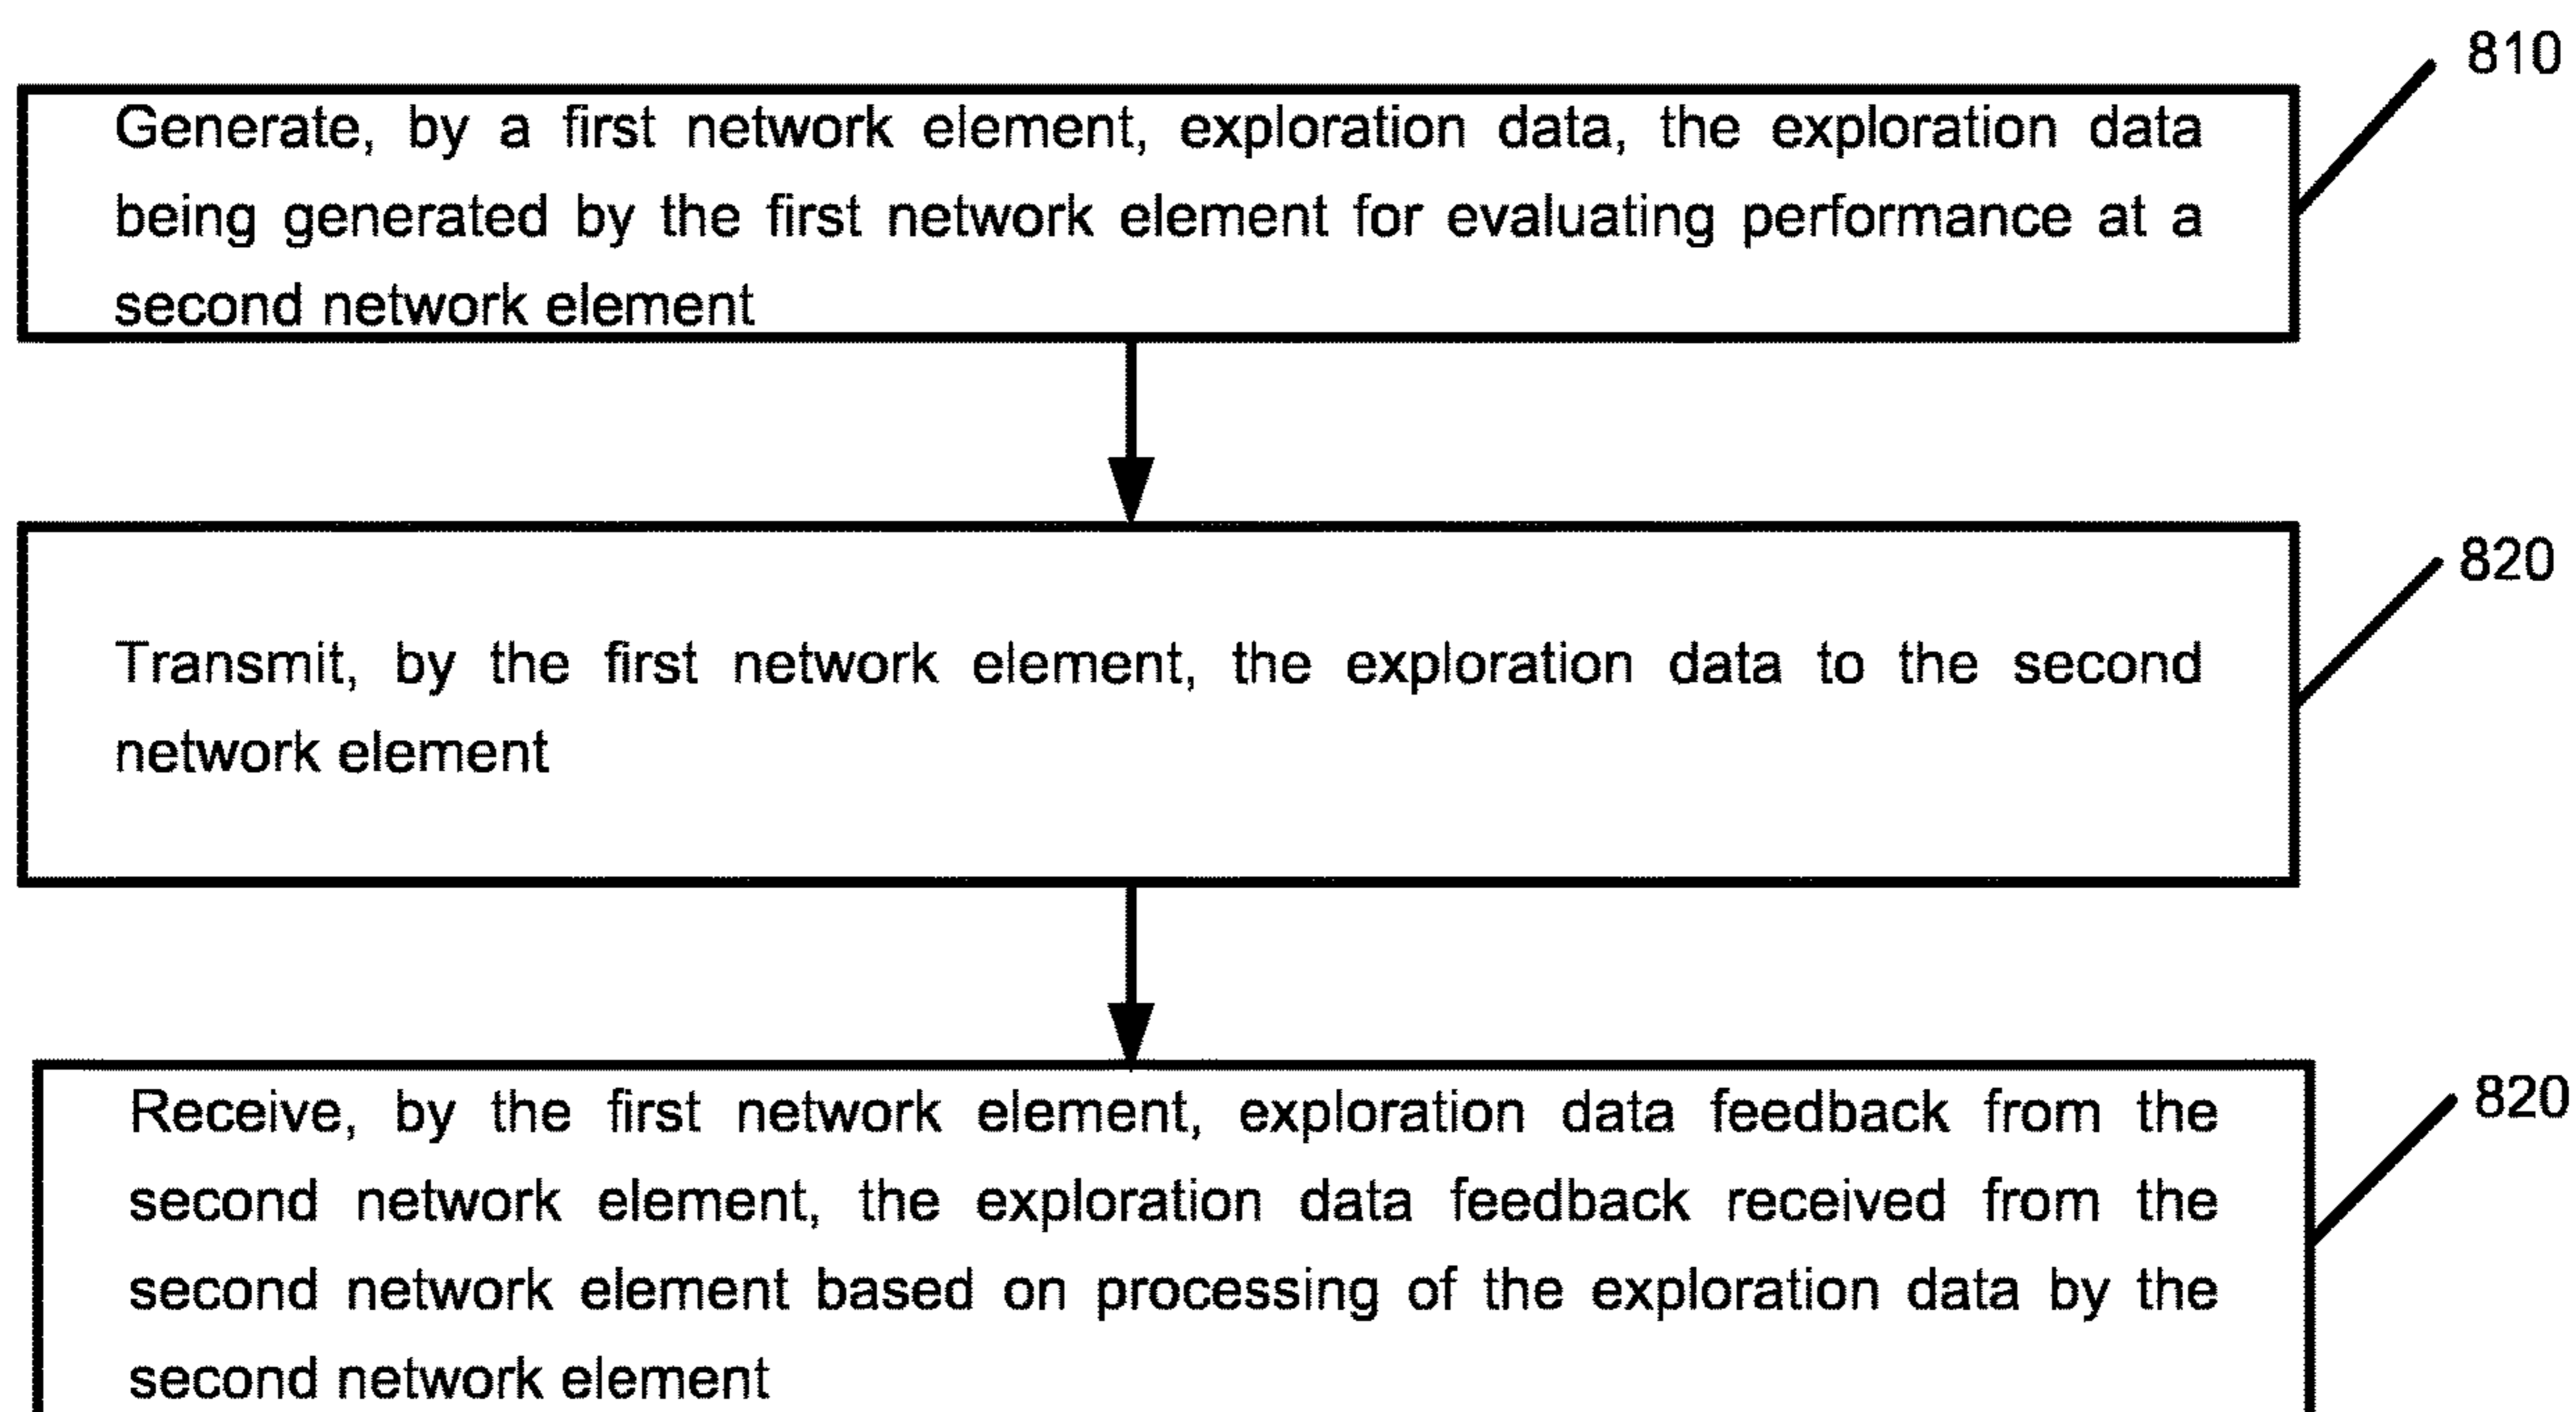 810
Generate, by a first network element, exploration data, the exploration data
being generated by the first network element for evaluating performance at a
second network element
820
Transmit, by the first network element, the exploration data to the second
network element
820
Receive, by the first network element, exploration data feedback from the
second network element, the exploration data feedback received from the
second network element based on processing of the exploration data by the
second network element